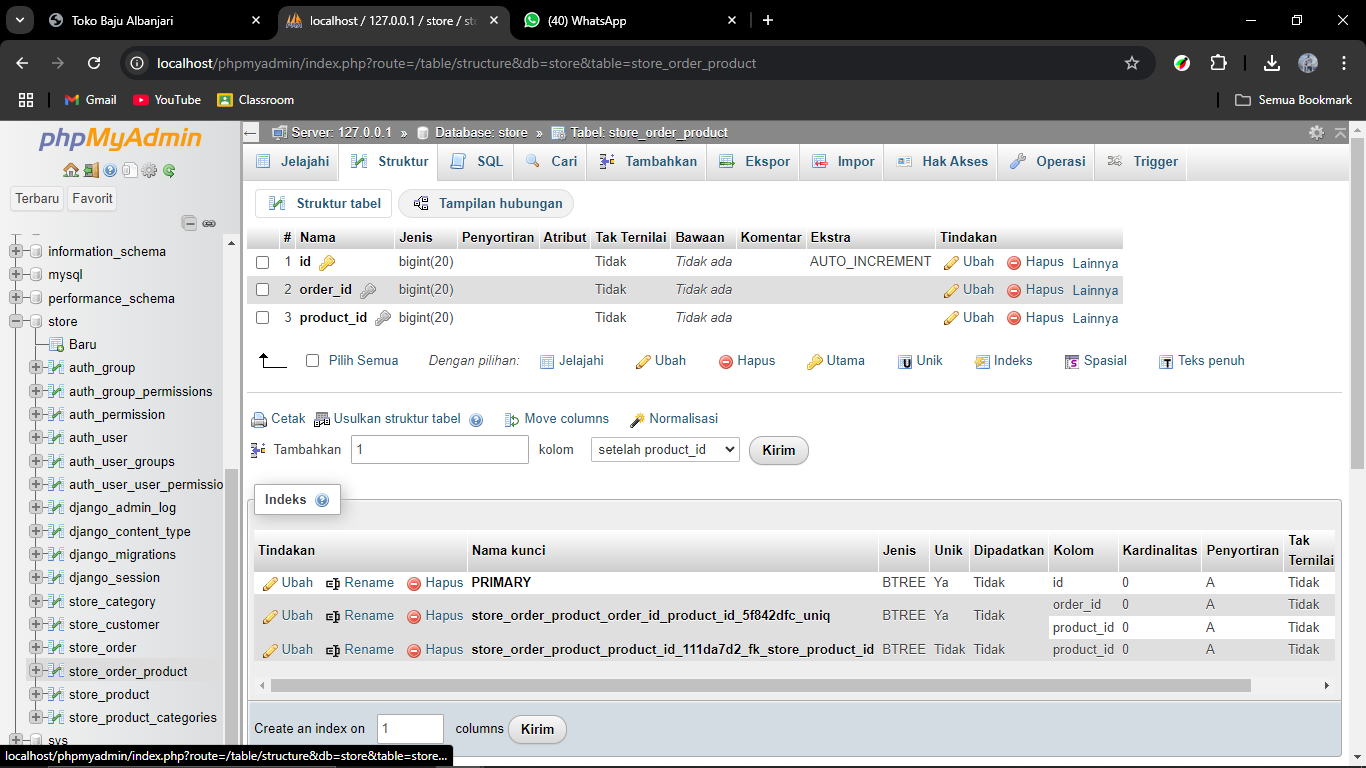 Toko Baju Albanjari
localhost / 127.0.0.1 / store / st
(40) WhatsApp
localhost/phpmyadmin/index.php?route=/table/structure&db=store&table=store_order_product
Gmail YouTube Classroom Semua Bookmark
phpMyAdmin
Terbaru Favorit
information_schema
mysql
performance_schema
store
Baru
auth_group
auth_group_permissions
auth_permission
auth_user
auth_user_groups
auth_user_user_permissio
django_admin_log
django_content_type
django_migrations
django_session
store_category
store_customer
store_order
store_order_product
store_product
store_product_categories
sys
localhost/phpmyadmin/index.php?route=/table/structure&db=store&table=store...
Server: 127.0.0.1 » Database: store » Tabel: store_order_product
Jelajahi Struktur SQL Cari Tambahkan Ekspor Impor Hak Akses Operasi Trigger
Struktur tabel Tampilan hubungan
# Nama Jenis Penyortiran Atribut Tak Ternilai Bawaan Komentar Ekstra Tindakan
1 id bigint(20) Tidak Tidak ada AUTO_INCREMENT Ubah Hapus Lainnya
2 order_id bigint(20) Tidak Tidak ada Ubah Hapus Lainnya
3 product_id bigint(20) Tidak Tidak ada Ubah Hapus Lainnya
Pilih Semua Dengan pilihan: Jelajahi Ubah Hapus Utama Unik Indeks Spasial Teks penuh
Cetak Usulkan struktur tabel Move columns Normalisasi
Tambahkan 1 kolom setelah product_id Kirim
Indeks
Tindakan Nama kunci Jenis Unik Dipadatkan Kolom Kardinalitas Penyortiran Tak Ternilai
Ubah Rename Hapus PRIMARY BTREE Ya Tidak id 0 A Tidak
Ubah Rename Hapus store_order_product_order_id_product_id_5f842dfc_uniq BTREE Ya Tidak order_id 0 A Tidak
product_id 0 A Tidak
Ubah Rename Hapus store_order_product_product_id_111da7d2_fk_store_product_id BTREE Tidak Tidak product_id 0 A Tidak
Create an index on 1 columns Kirim